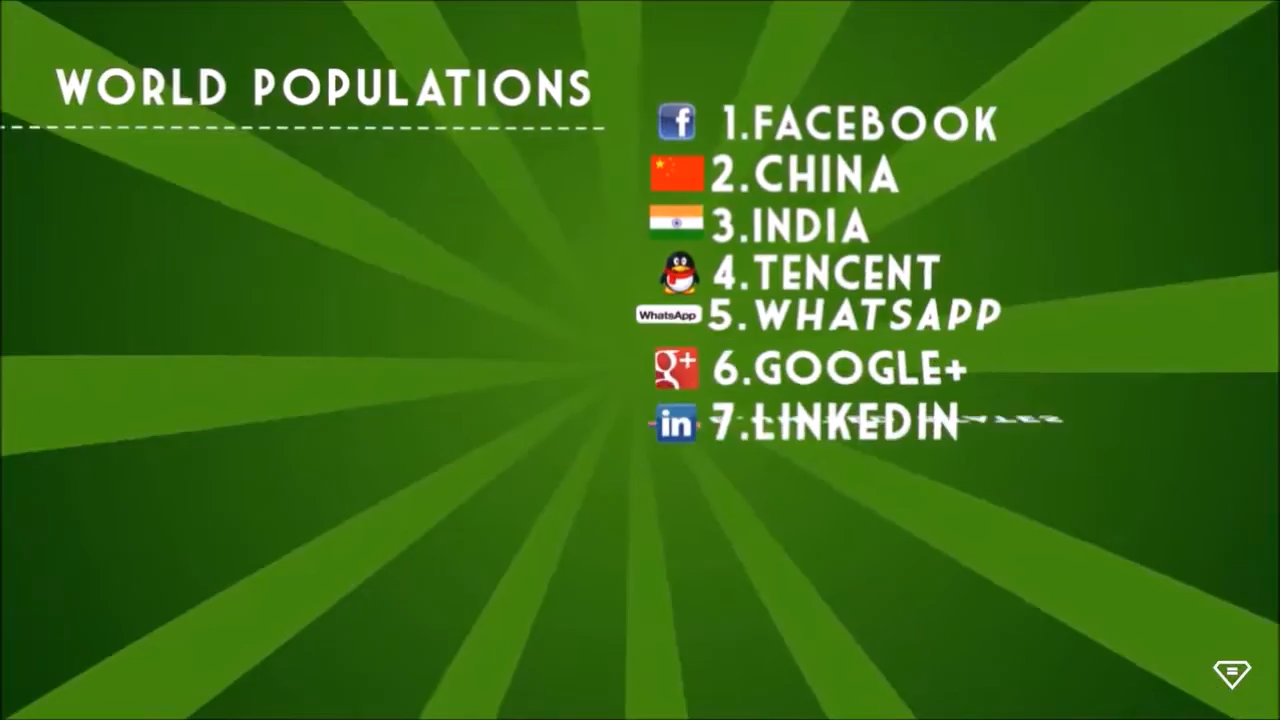 WORLD POPULATIONS
f 1.FACEBOOK
2.CHINA
3.INDIA
4.TENCENT
WhatsApp 5.WHATSAPP
g+ 6.GOOGLE+
in 7.LINKEDIN